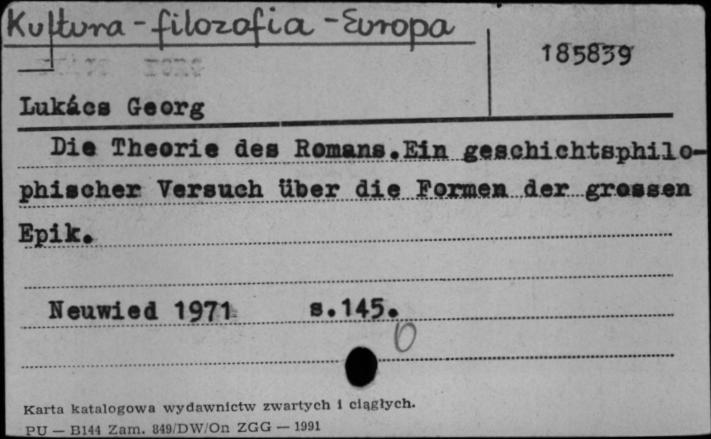 Kultura - filozofia - Europa
185839
Lukács Georg
Die Theorie des Romans.Ein geschichtsphilo-
phischer Versuch über die Formen der grossen
Epik.
Neuwied 1971 s.145.
Karta katalogowa wydawnictw zwartych i ciągłych.
PU — B144 Zam. 849/DW/On ZGG — 1991